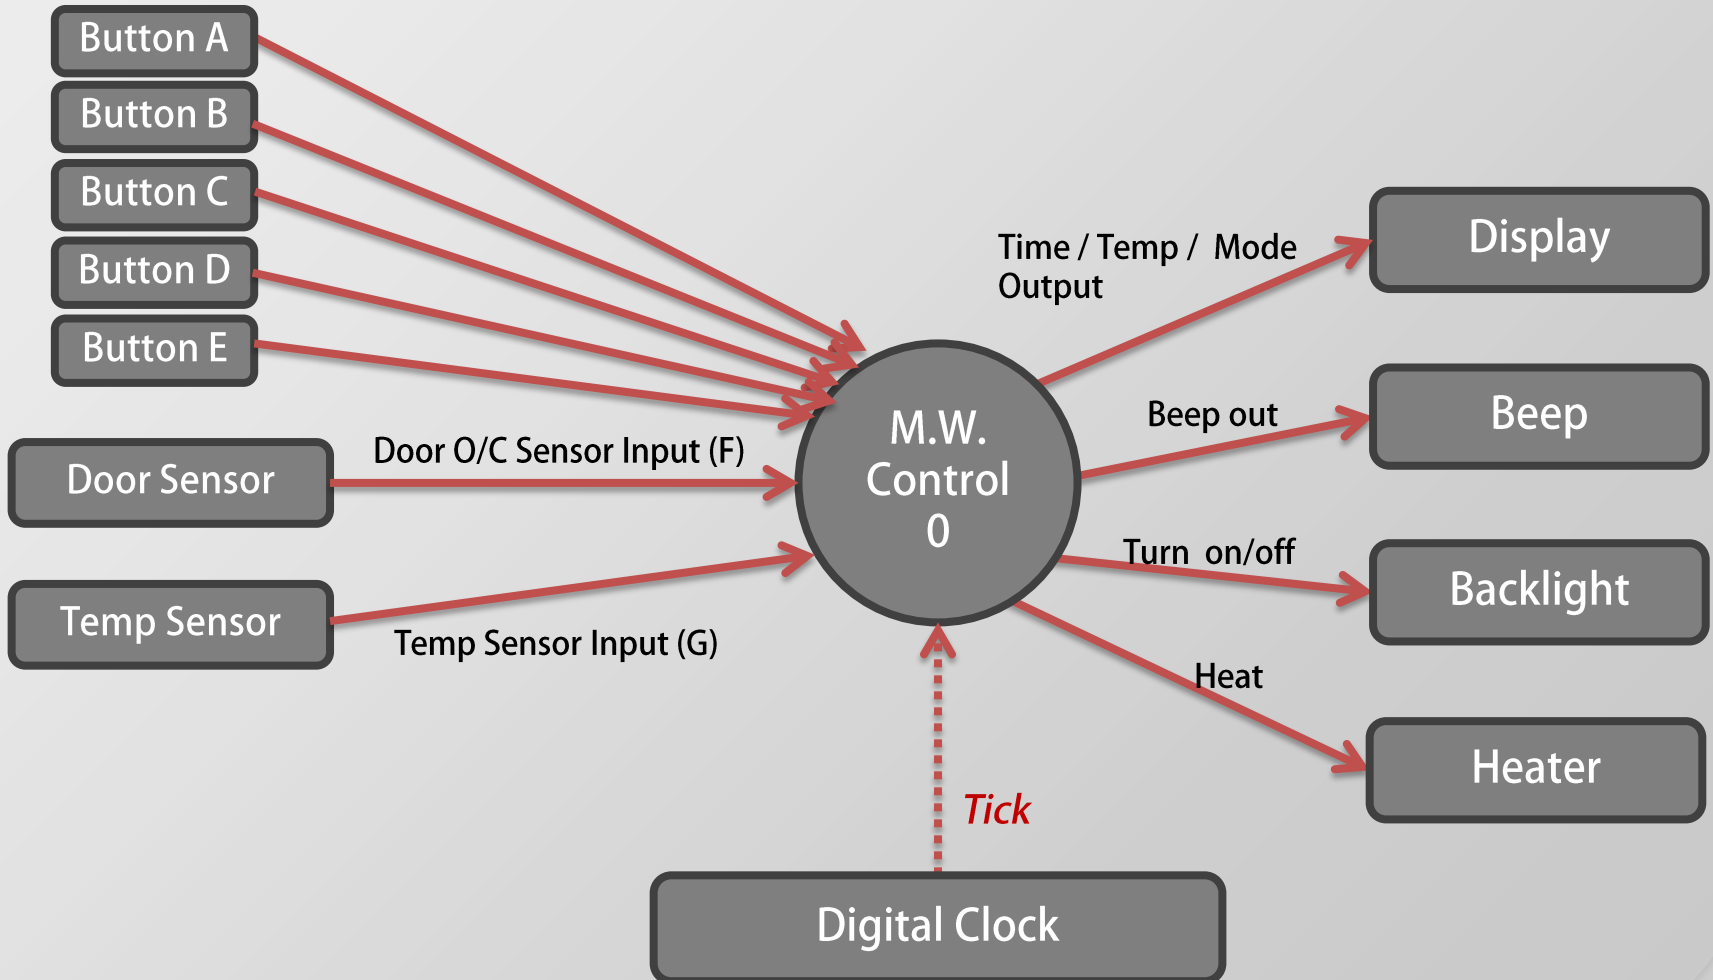 Button A
Button B
Button C
Button D
Button E
Door Sensor
Temp Sensor
Door O/C Sensor Input (F)
Temp Sensor Input (G)
M.W.
Control
0
Time / Temp /  Mode
Output
Beep out
Turn  on/off
Heat
Display
Beep
Backlight
Heater
Tick
Digital Clock